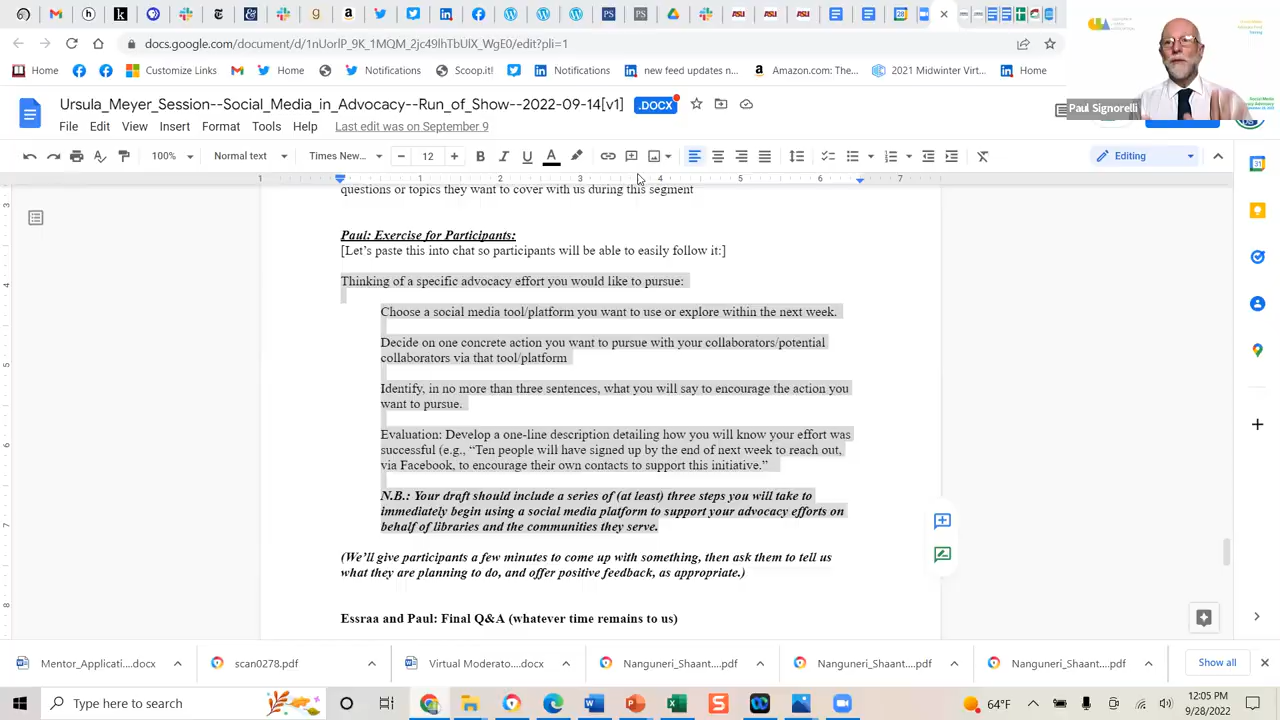 docs.google.com/document/d/1nUorlP_9K_1MQM_2jc49lhTbUlX_WgE0/edit?pli=
Home
Customize Links
Home
Notifications
Scoop.it!
Notifications
new feed updates n...
Amazon.com: The...
2021 Midwinter Virt...
Home
Ursula_Meyer_Session--Social_Media_in_Advocacy--Run_of_Show--2022-09-14[v1] .DOCX
Paul Signorelli
File Edit View Insert Format Tools Help Last edit was on September 9
100% Normal text Times New... 12 Editing
1 1 2 3 4 5 6 7
questions or topics they want to cover with us during this segment
Paul: Exercise for Participants:
[Let’s paste this into chat so participants will be able to easily follow it:]
Thinking of a specific advocacy effort you would like to pursue:
Choose a social media tool/platform you want to use or explore within the next week.
Decide on one concrete action you want to pursue with your collaborators/potential
collaborators via that tool/platform
Identify, in no more than three sentences, what you will say to encourage the action you
want to pursue.
Evaluation: Develop a one-line description detailing how you will know your effort was
successful (e.g., “Ten people will have signed up by the end of next week to reach out,
via Facebook, to encourage their own contacts to support this initiative.”
N.B.: Your draft should include a series of (at least) three steps you will take to
immediately begin using a social media platform to support your advocacy efforts on
behalf of libraries and the communities they serve.
(We’ll give participants a few minutes to come up with something, then ask them to tell us
what they are planning to do, and offer positive feedback, as appropriate.)
Essraa and Paul: Final Q&A (whatever time remains to us)
Mentor_Applicati....docx
scan0278.pdf
Virtual Moderato....docx
Nanguneri_Shaant....pdf
Nanguneri_Shaant....pdf
Nanguneri_Shaant....pdf
Show all
Type here to search
64°F
12:05 PM
9/28/2022